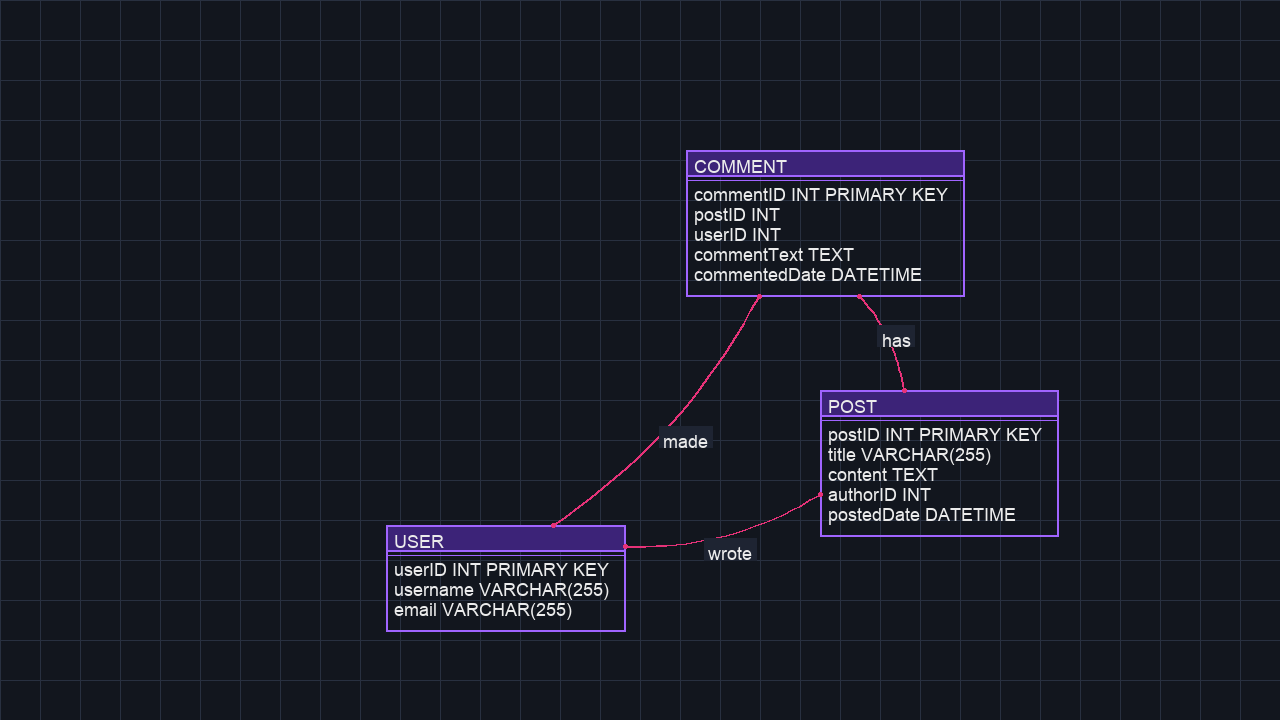 COMMENT
commentID INT PRIMARY KEY
postID INT
userID INT
commentText TEXT
commentedDate DATETIME
has
POST
postID INT PRIMARY KEY
title VARCHAR(255)
content TEXT
authorID INT
postedDate DATETIME
made
wrote
USER
userID INT PRIMARY KEY
username VARCHAR(255)
email VARCHAR(255)